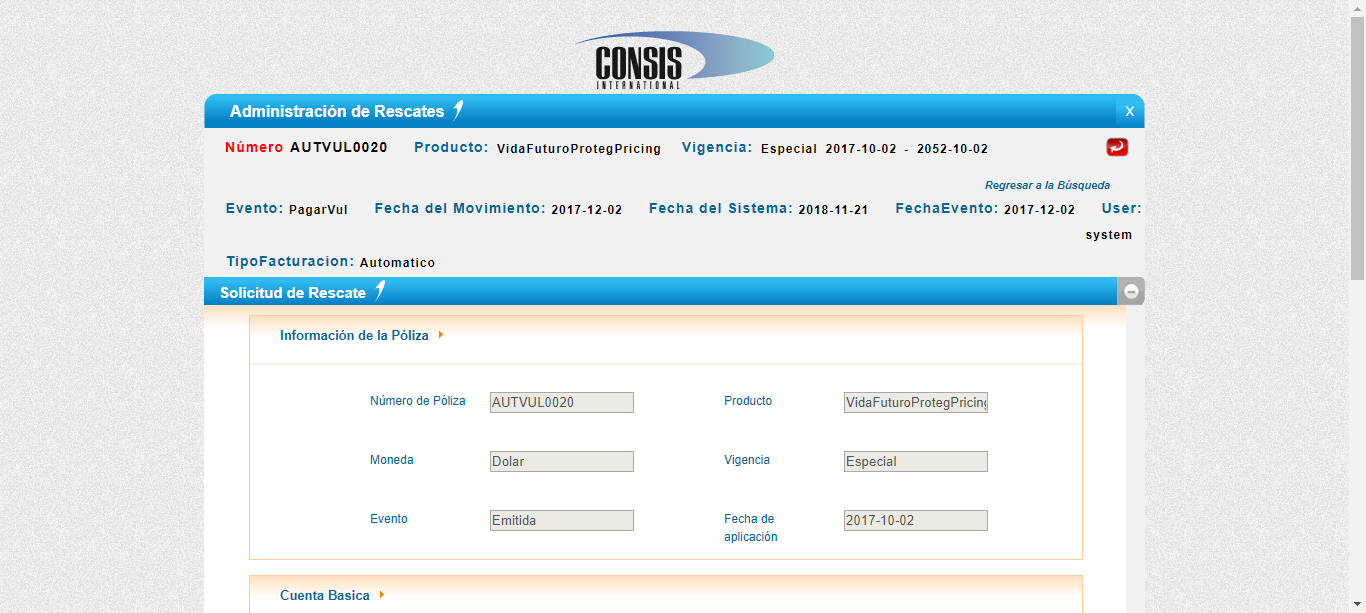 CONSIS
INTERNATIONAL
Administración de Rescates
X
Número AUTVUL0020 Producto: VidaFuturoProtegPricing Vigencia: Especial 2017-10-02 - 2052-10-02
Regresar a la Búsqueda
Evento: PagarVul Fecha del Movimiento: 2017-12-02 Fecha del Sistema: 2018-11-21 FechaEvento: 2017-12-02 User:
system
TipoFacturacion: Automatico
Solicitud de Rescate
Información de la Póliza
Número de Póliza AUTVUL0020 Producto VidaFuturoProtegPricing
Moneda Dolar Vigencia Especial
Evento Emitida Fecha de
aplicación 2017-10-02
Cuenta Basica